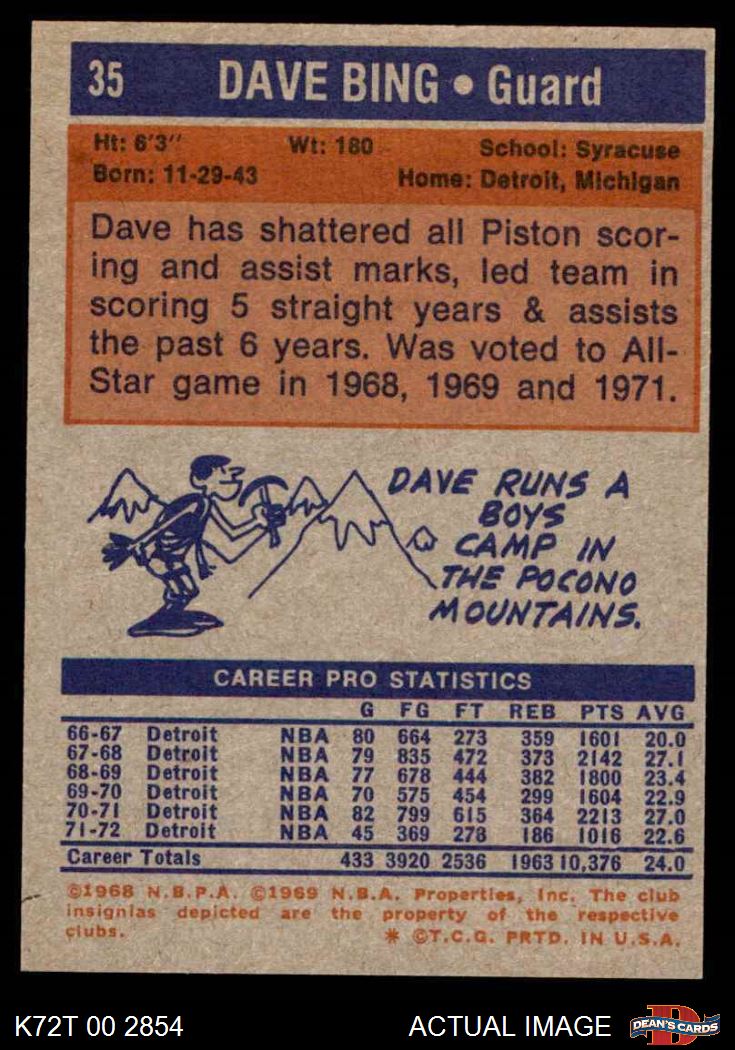 35 DAVE BING • Guard
Ht: 6'3" Wt: 180 School: Syracuse
Born: 11-29-43 Home: Detroit, Michigan
Dave has shattered all Piston scor-
ing and assist marks, led team in
scoring 5 straight years & assists
the past 6 years. Was voted to All-
Star game in 1968, 1969 and 1971.
DAVE RUNS A
BOYS
CAMP IN
THE POCONO
MOUNTAINS.
CAREER PRO STATISTICS
G FG FT REB PTS AVG
66-67 Detroit NBA 80 664 273 359 1601 20.0
67-68 Detroit NBA 79 835 472 373 2142 27.1
68-69 Detroit NBA 77 678 444 382 1800 23.4
69-70 Detroit NBA 70 575 454 299 1604 22.9
70-71 Detroit NBA 82 799 615 364 2213 27.0
71-72 Detroit NBA 45 369 278 186 1016 22.6
Career Totals 433 3920 2536 1963 10,376 24.0
©1968 N.B.P.A. ©1969 N.B.A. Properties, Inc. The club
insignias depicted are the property of the respective
clubs. * ©T.C.G. PRTD. IN U.S.A.
K72T 00 2854 ACTUAL IMAGE D DEAN'S CARDS